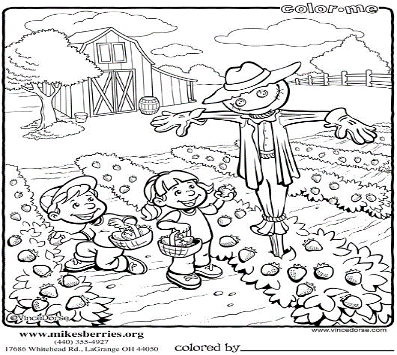 color-me
©VinceDorse
www.vincedorse.com
www.mikesberries.org
(440) 355-4927
17686 Whitehead Rd., LaGrange OH 44050
colored by: